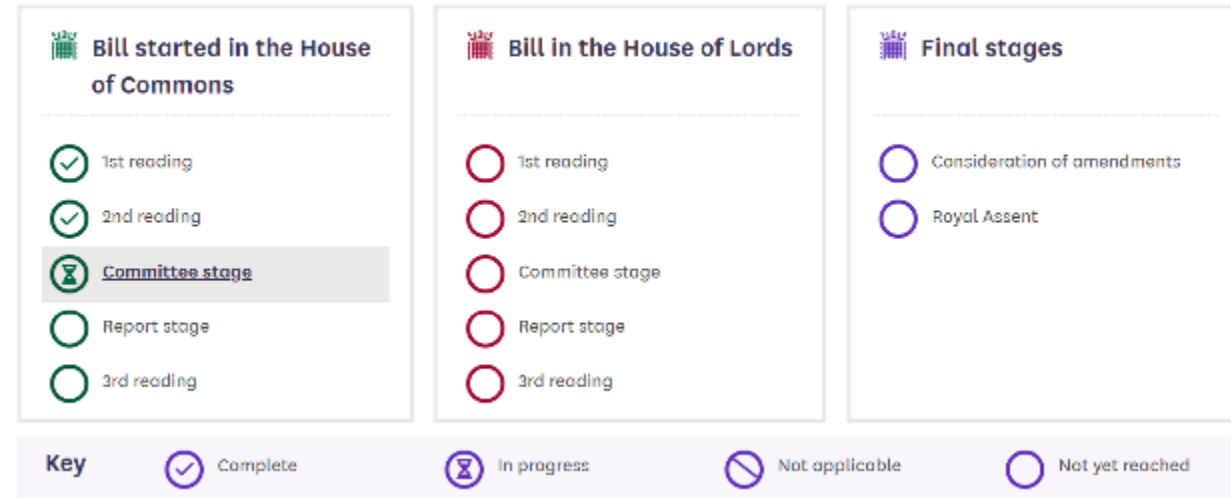 Bill started in the House
of Commons
1st reading
2nd reading
Committee stage
Report stage
3rd reading
Bill in the House of Lords
1st reading
2nd reading
Committee stage
Report stage
3rd reading
Final stages
Consideration of amendments
Royal Assent
Key
Complete
In progress
Not applicable
Not yet reached